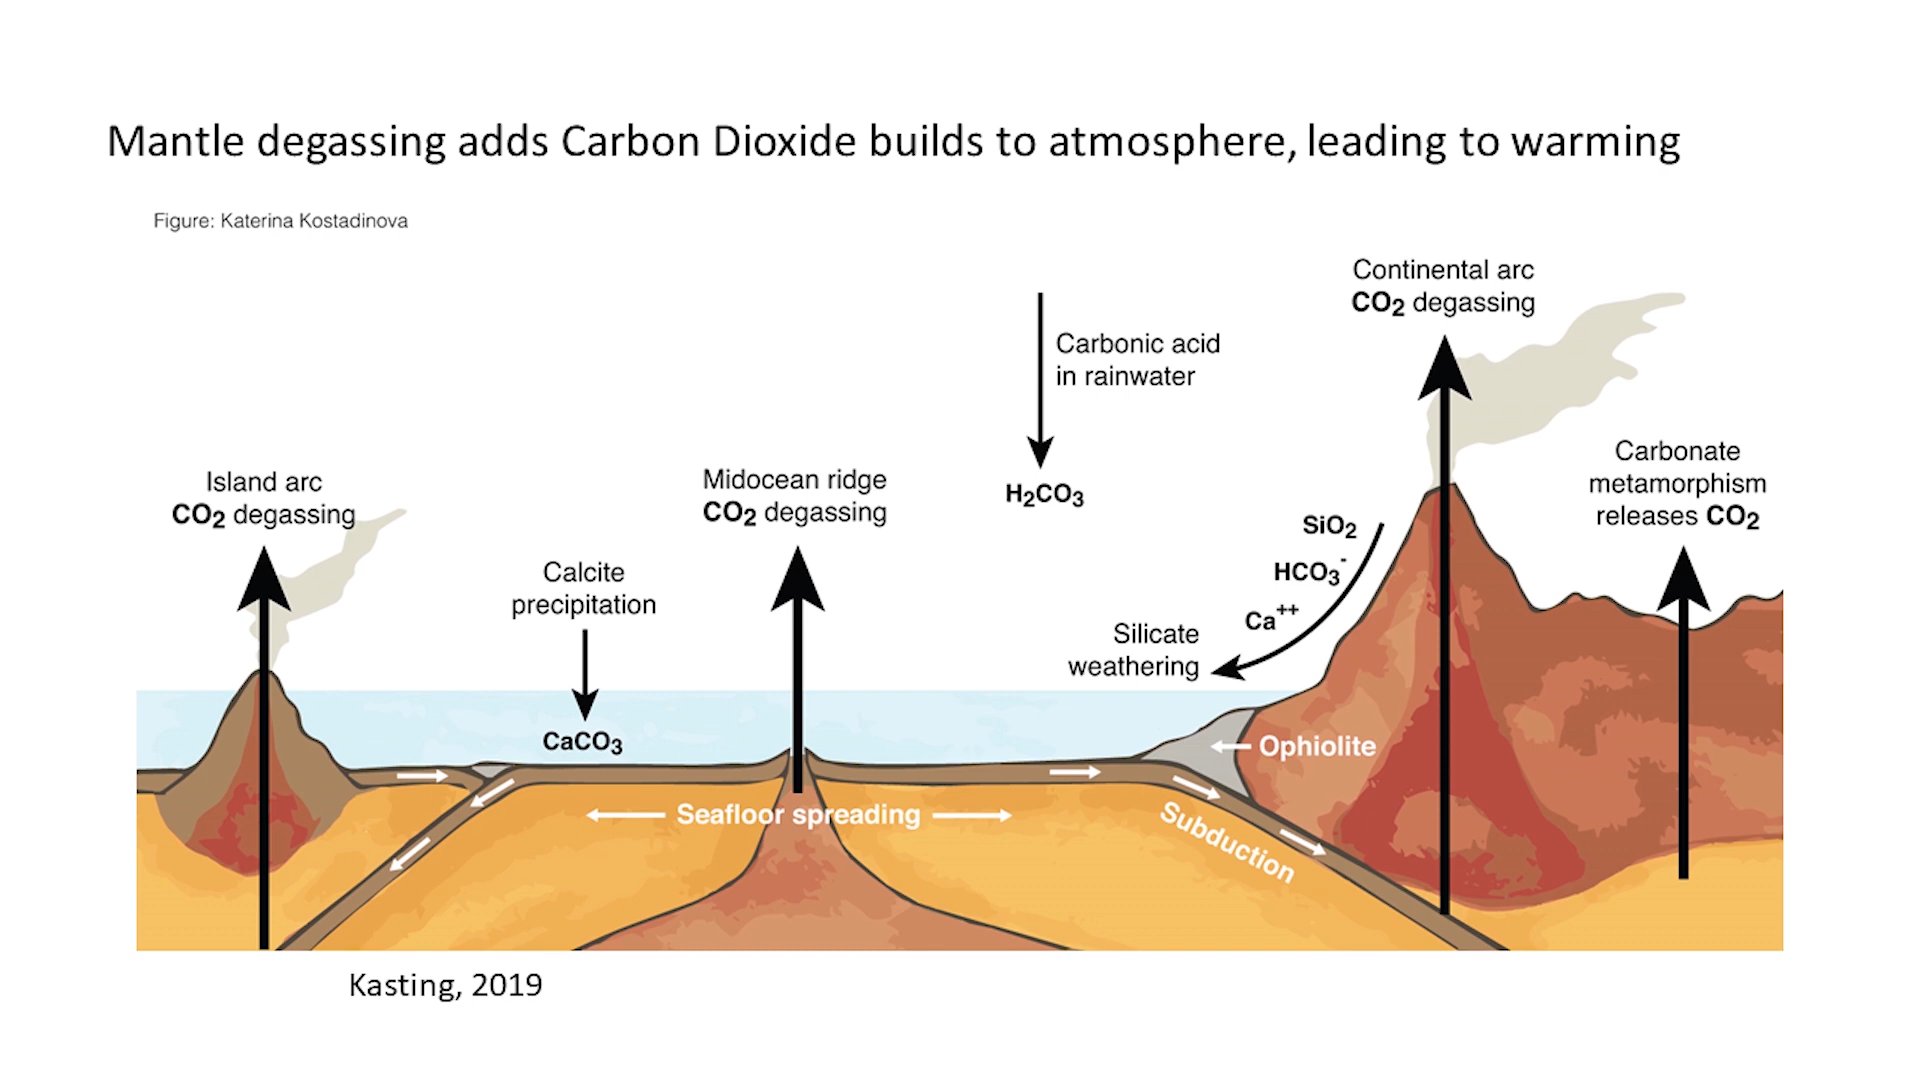 Mantle degassing adds Carbon Dioxide builds to atmosphere, leading to warming
Figure: Katerina Kostadinova
Continental arc
CO2 degassing
Carbonic acid
in rainwater
H2CO3
Carbonate
metamorphism
releases CO2
Island arc
CO2 degassing
Midocean ridge
CO2 degassing
Calcite
precipitation
CaCO3
SiO2
HCO3-
Ca++
Silicate
weathering
Ophiolite
Seafloor spreading
Subduction
Kasting, 2019